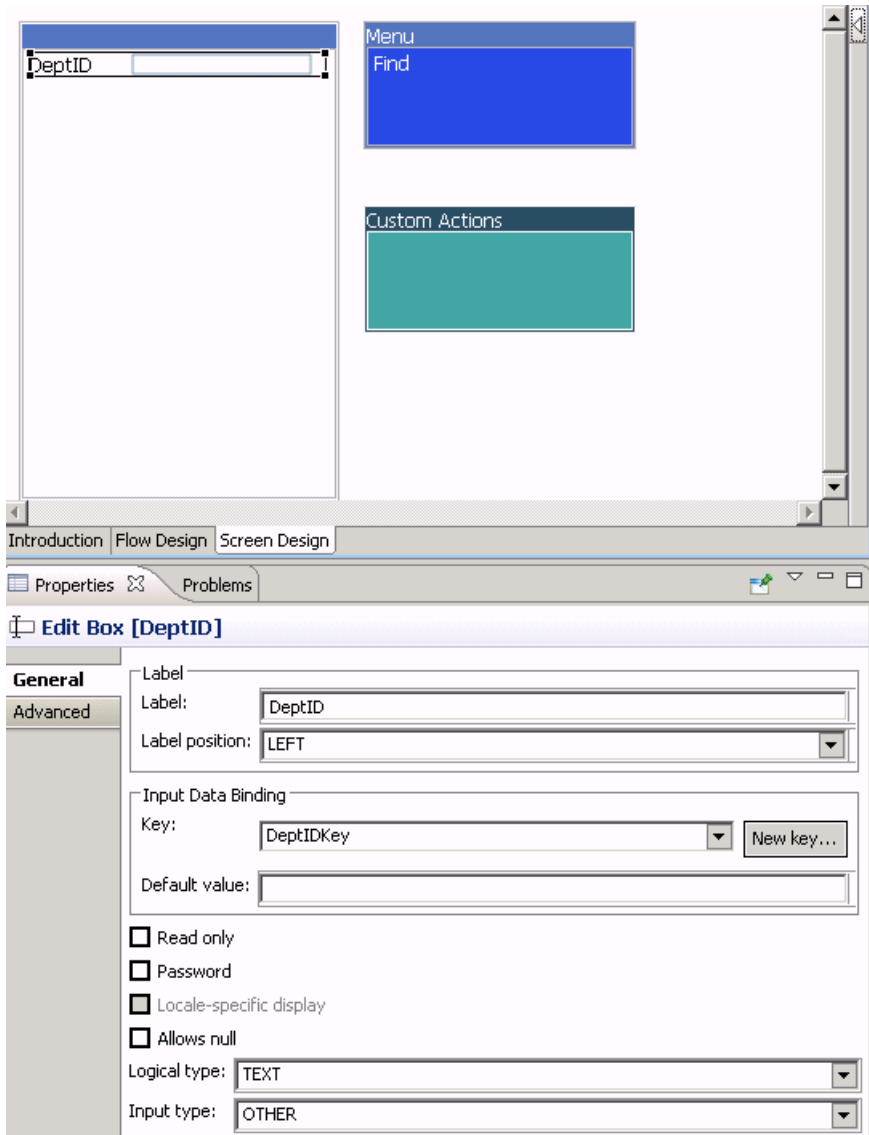 Menu
DeptID
Find
Custom Actions
Introduction Flow Design Screen Design
Properties Problems
Edit Box [DeptID]
General
Advanced
Label
Label: DeptID
Label position: LEFT
Input Data Binding
Key: DeptIDKey New key...
Default value:
Read only
Password
Locale-specific display
Allows null
Logical type: TEXT
Input type: OTHER